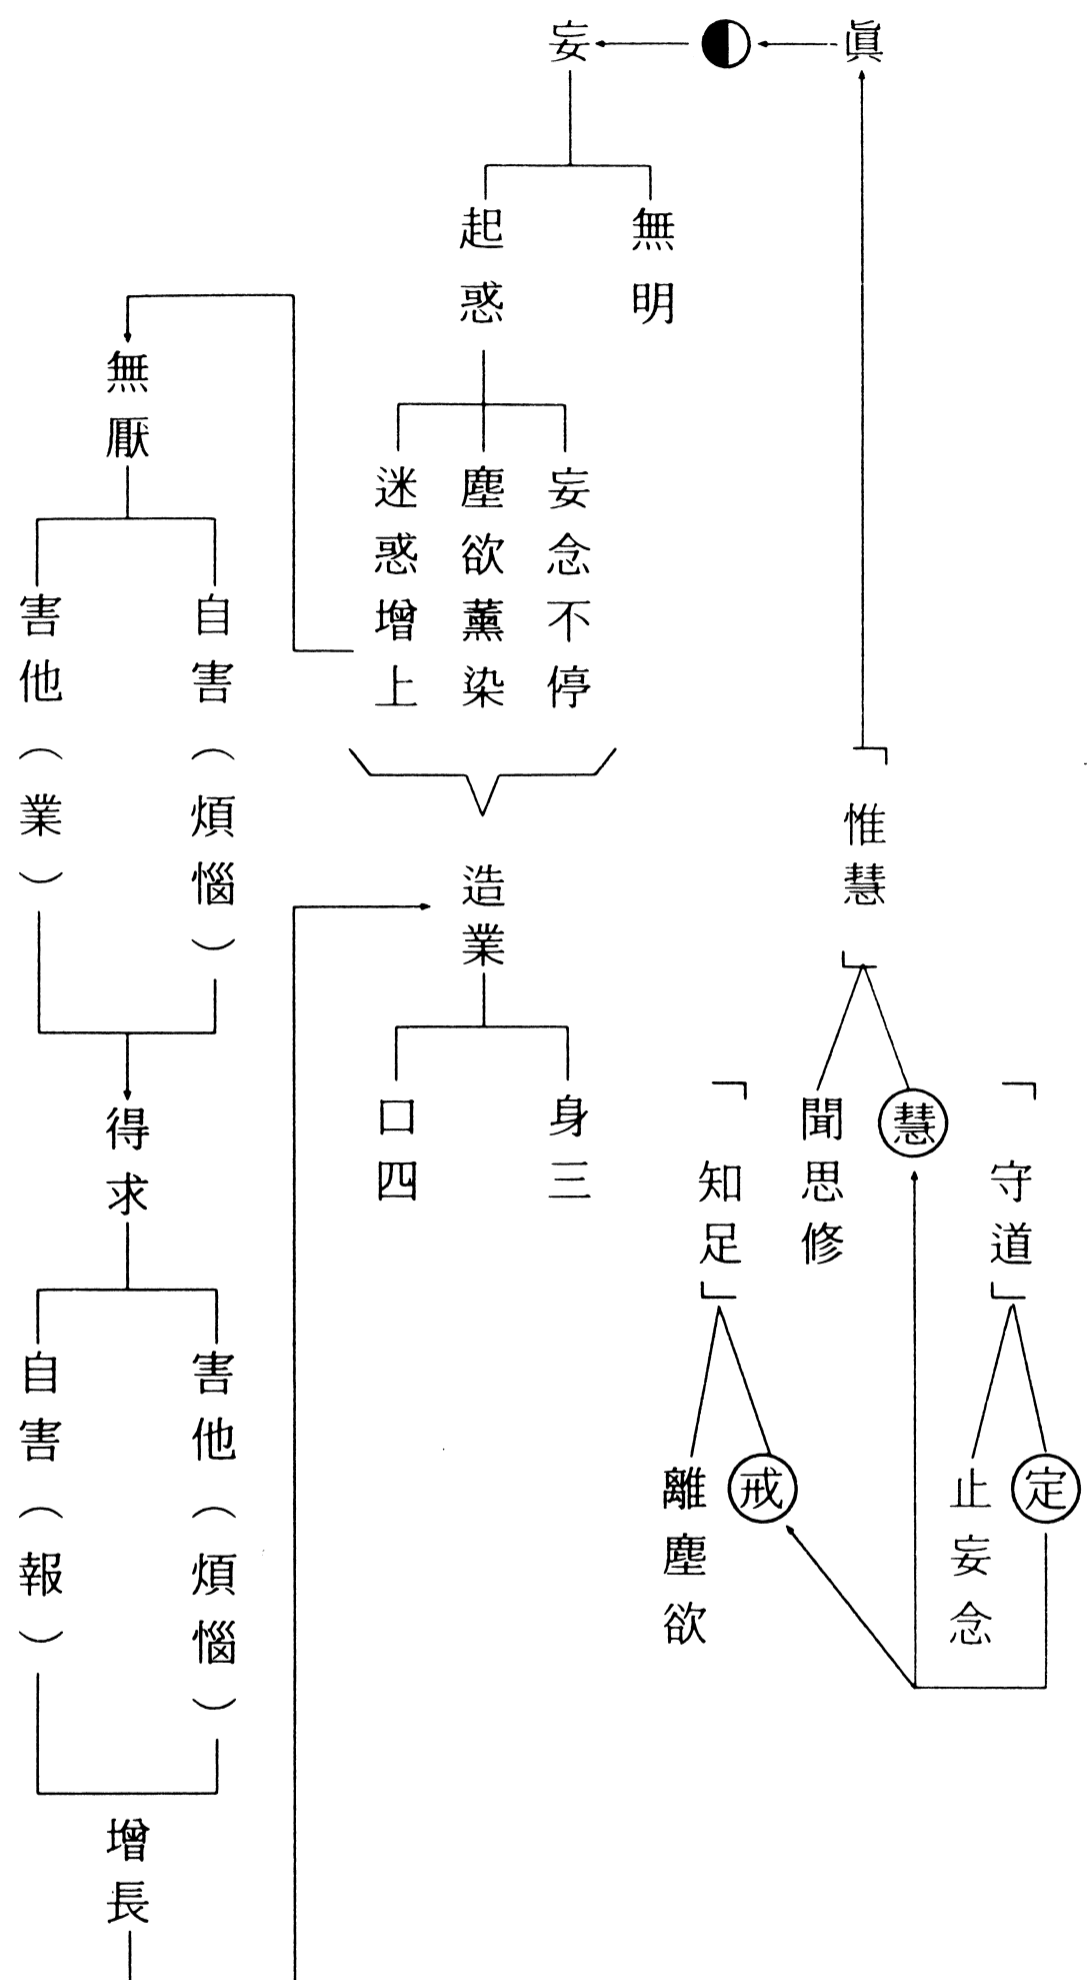 眞
妄
無明
起惑
妄念不停
塵欲薰染
迷惑增上
造業
身三
口四
無厭
自害（煩惱）
害他（業）
得求
害他（煩惱）
自害（報）
增長
「惟慧」
慧
聞思修
「守道」
定
止妄念
「知足」
戒
離塵欲